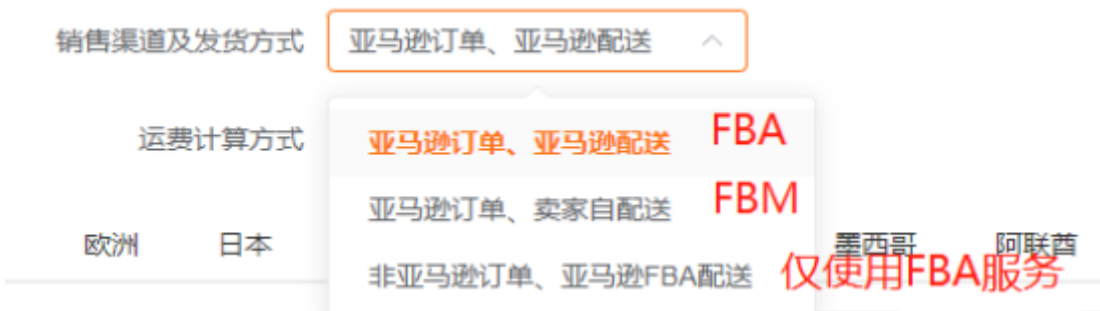 销售渠道及发货方式 亚马逊订单、亚马逊配送
运费计算方式 亚马逊订单、亚马逊配送 FBA
亚马逊订单、卖家自配送 FBM
欧洲 日本 墨西哥 阿联酋
非亚马逊订单、亚马逊FBA配送 仅使用FBA服务